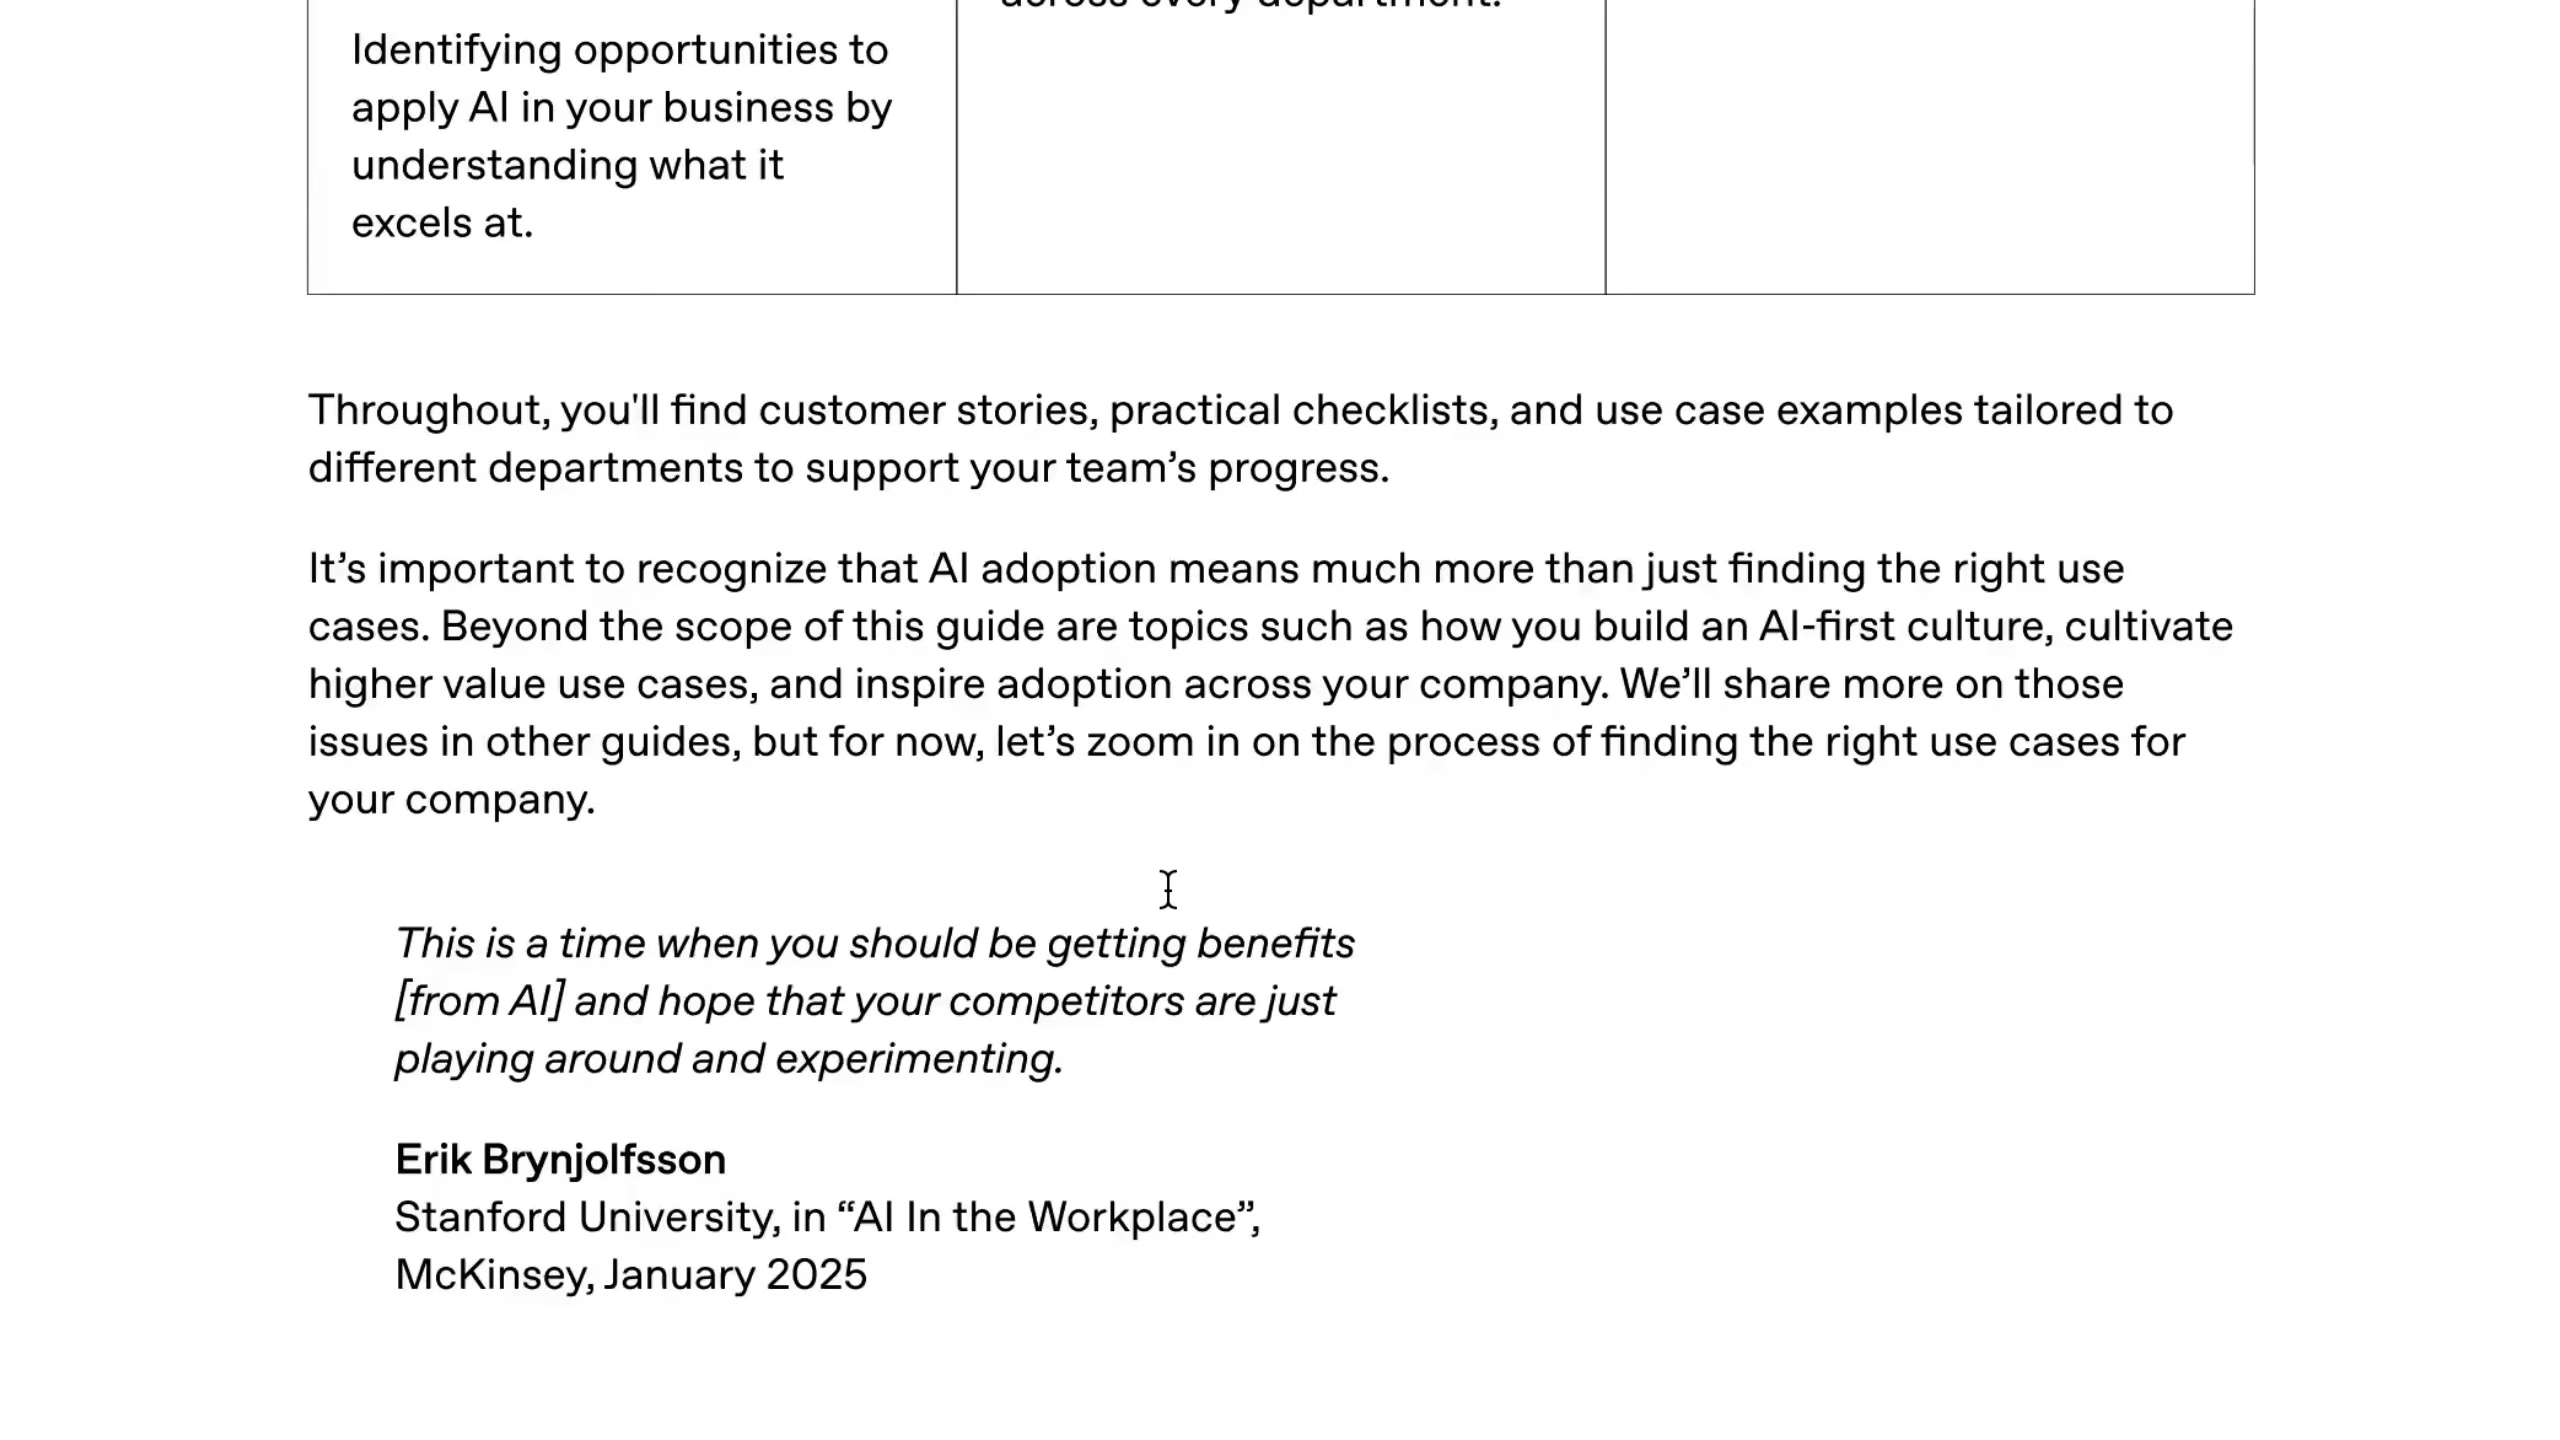 across every department.
Identifying opportunities to
apply AI in your business by
understanding what it
excels at.
Throughout, you'll find customer stories, practical checklists, and use case examples tailored to
different departments to support your team’s progress.
It’s important to recognize that AI adoption means much more than just finding the right use
cases. Beyond the scope of this guide are topics such as how you build an AI-first culture, cultivate
higher value use cases, and inspire adoption across your company. We’ll share more on those
issues in other guides, but for now, let’s zoom in on the process of finding the right use cases for
your company.
This is a time when you should be getting benefits
[from AI] and hope that your competitors are just
playing around and experimenting.
Erik Brynjolfsson
Stanford University, in “AI In the Workplace”,
McKinsey, January 2025